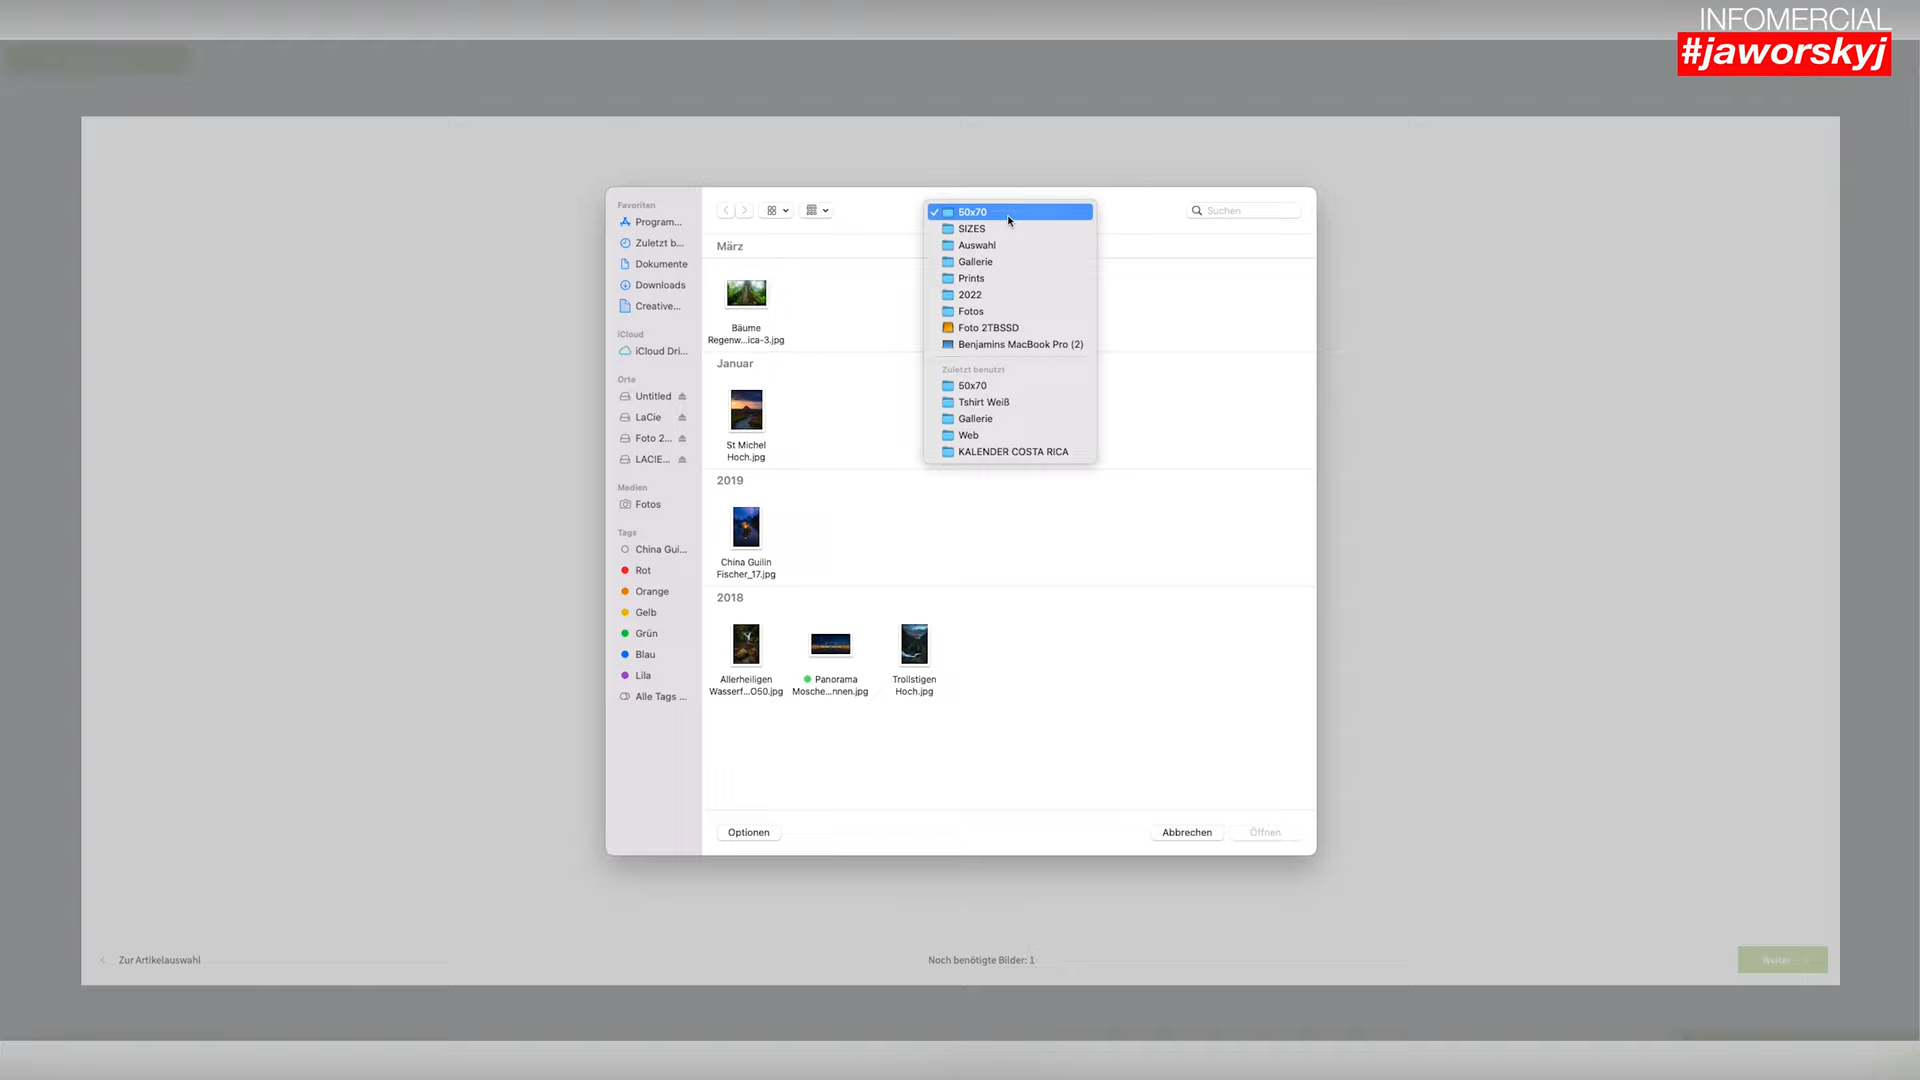 INFOMERCIAL
#jaworskyj
Favoriten
Program...
Zuletzt b...
Dokumente
Downloads
Creative...
iCloud
iCloud Dri...
Orte
Untitled
LaCie
Foto 2...
LACIE...
Medien
Fotos
Tags
China Gui...
Rot
Orange
Gelb
Grün
Blau
Lila
Alle Tags ...
Suchen
50x70
SIZES
Auswahl
Gallerie
Prints
2022
Fotos
Foto 2TBSSD
Benjamins MacBook Pro (2)
Zuletzt benutzt
50x70
Tshirt Weiß
Gallerie
Web
KALENDER COSTA RICA
März
Bäume
Regenw...ica-3.jpg
Januar
St Michel
Hoch.jpg
2019
China Guilin
Fischer_17.jpg
2018
Allerheiligen
Wasserf...O50.jpg
Panorama
Mosche...nnen.jpg
Trollstigen
Hoch.jpg
Optionen
Abbrechen
Öffnen
Zur Artikelauswahl
Noch benötigte Bilder: 1
Weiter